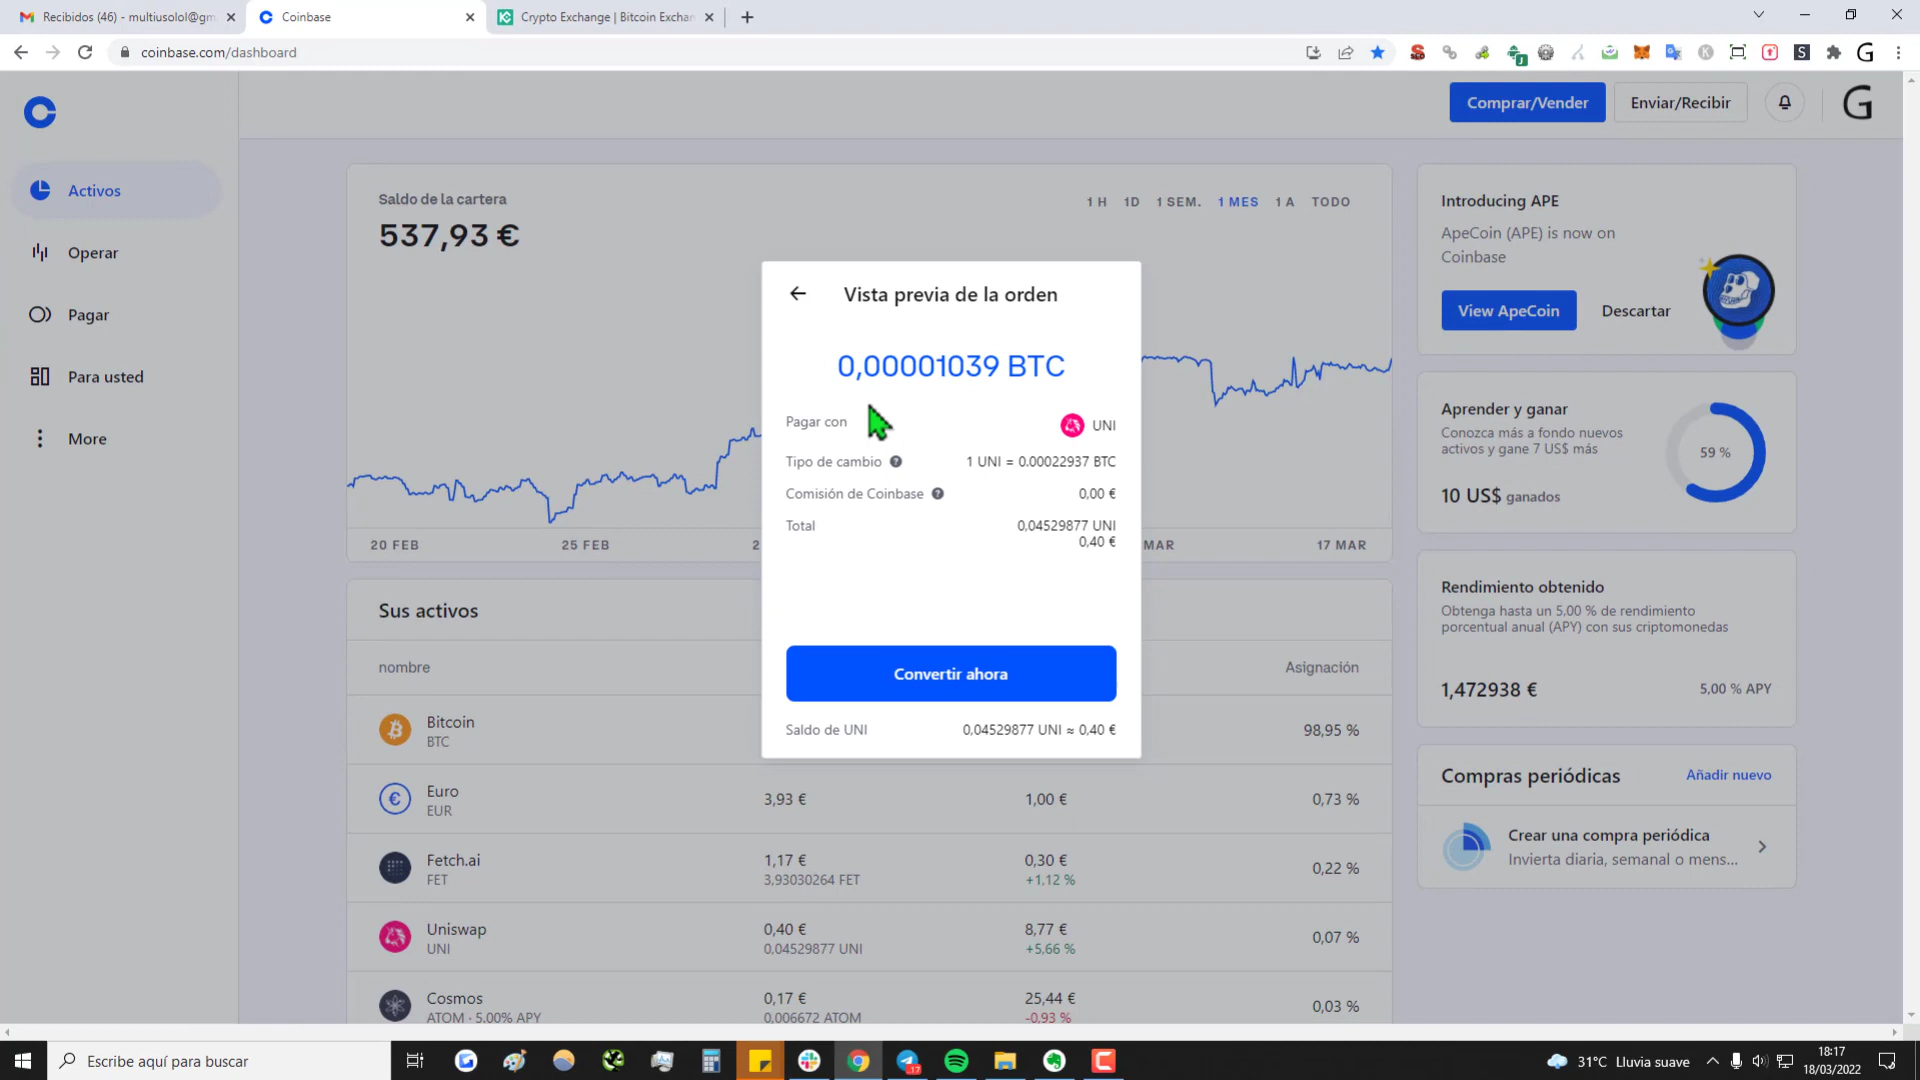 Recibidos (46) - multiusolol@gm
Coinbase
Crypto Exchange | Bitcoin Exchan
coinbase.com/dashboard
Comprar/Vender
Enviar/Recibir
G
Activos
Operar
Pagar
Para usted
More
Saldo de la cartera
537,93 €
1 H 1D 1 SEM. 1 MES 1 A TODO
20 FEB 25 FEB 2 MAR 17 MAR
Vista previa de la orden
0,00001039 BTC
Pagar con UNI
Tipo de cambio 1 UNI = 0.00022937 BTC
Comisión de Coinbase 0,00 €
Total 0,04529877 UNI
0,40 €
Convertir ahora
Saldo de UNI 0,04529877 UNI ≈ 0,40 €
Sus activos
nombre Asignación
Bitcoin
BTC
98,95 %
Euro
EUR
3,93 € 1,00 € 0,73 %
Fetch.ai
FET
1,17 €
3,93030264 FET
0,30 €
+1,12 %
0,22 %
Uniswap
UNI
0,40 €
0,04529877 UNI
8,77 €
+5,66 %
0,07 %
Cosmos
ATOM · 5.00% APY
0,17 €
0,006672 ATOM
25,44 €
-0,93 %
0,03 %
Introducing APE
ApeCoin (APE) is now on
Coinbase
View ApeCoin Descartar
Aprender y ganar
Conozca más a fondo nuevos
activos y gane 7 US$ más
10 US$ ganados
59 %
Rendimiento obtenido
Obtenga hasta un 5,00 % de rendimiento
porcentual anual (APY) con sus criptomonedas
1,472938 € 5,00 % APY
Compras periódicas Añadir nuevo
Crear una compra periódica
Invierta diaria, semanal o mens...
Escribe aquí para buscar
17
31°C Lluvia suave
18:17
18/03/2022